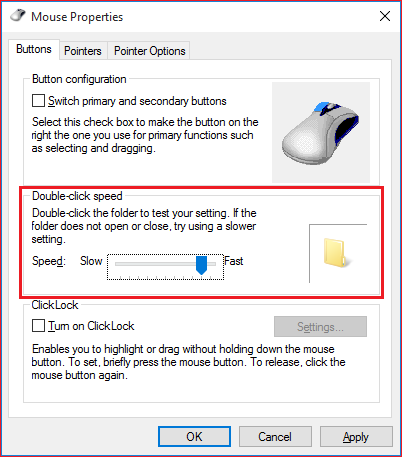 Mouse Properties
Buttons Pointers Pointer Options
Button configuration
Switch primary and secondary buttons
Select this check box to make the button on the
right the one you use for primary functions such
as selecting and dragging.
Double-click speed
Double-click the folder to test your setting. If the
folder does not open or close, try using a slower
setting.
Speed: Slow Fast
ClickLock
Turn on ClickLock Settings...
Enables you to highlight or drag without holding down the mouse
button. To set, briefly press the mouse button. To release, click the
mouse button again.
OK Cancel Apply